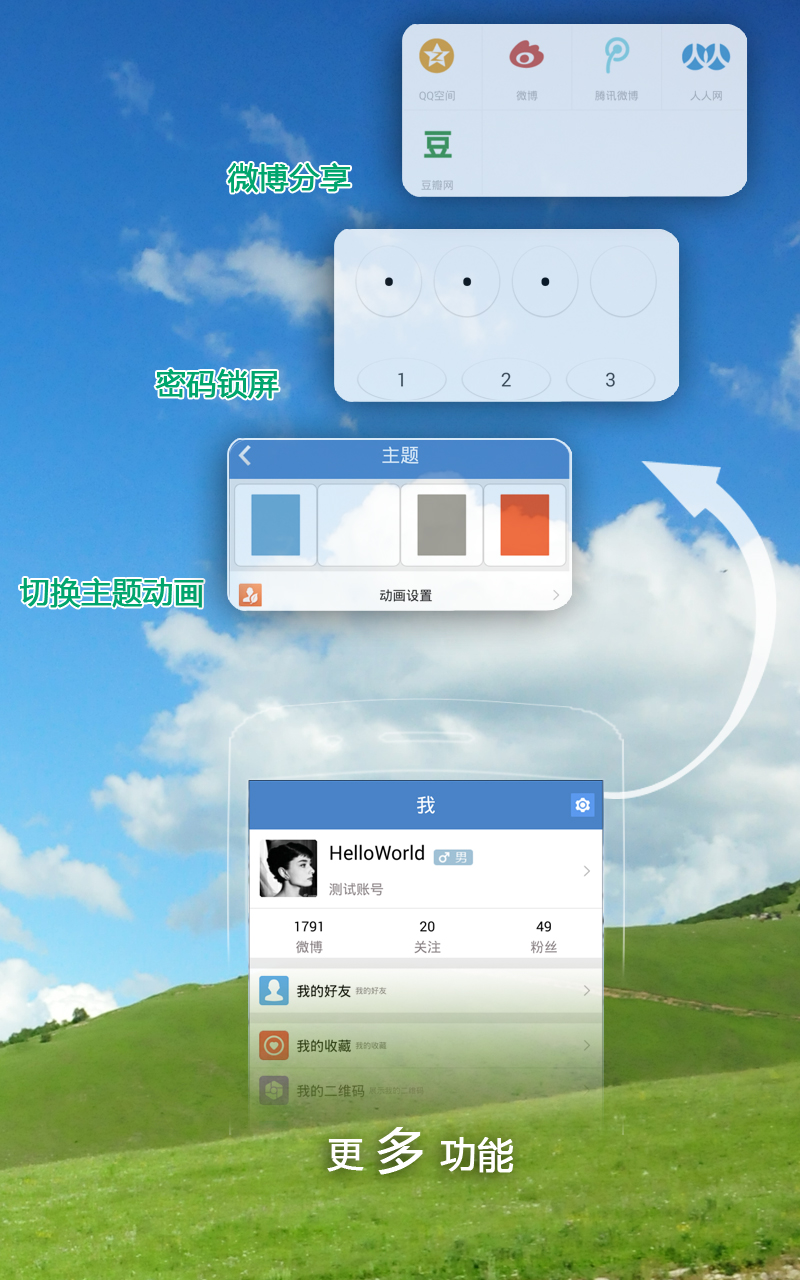 QQ空间 微博 腾讯微博 人人网
豆
豆瓣网
微博分享
密码锁屏
1 2 3
主题
动画设置
切换主题动画
我
HelloWorld ♂男
测试账号
1791 20 49
微博 关注 粉丝
我的好友 我的好友
我的收藏 我的收藏
我的二维码
更多功能